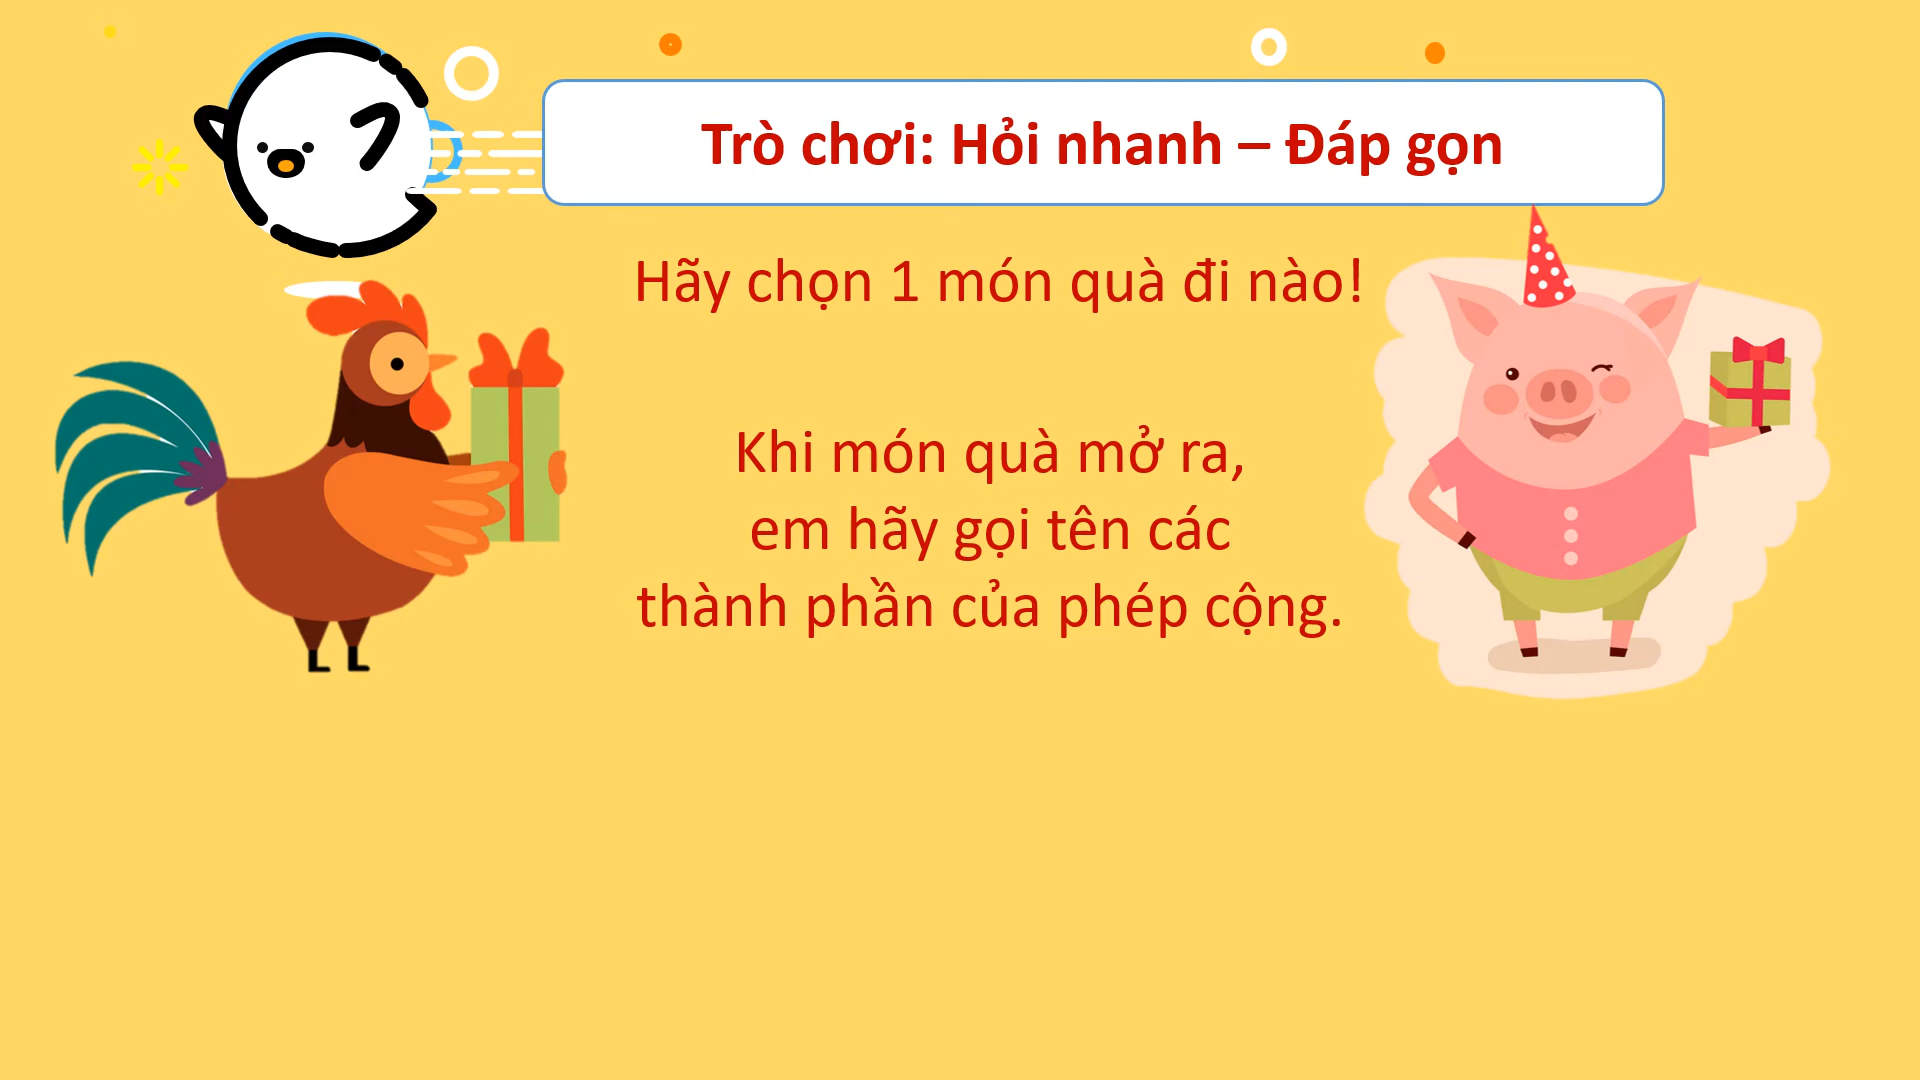 Trò chơi: Hỏi nhanh – Đáp gọn
Hãy chọn 1 món quà đi nào!
Khi món quà mở ra,
em hãy gọi tên các
thành phần của phép cộng.